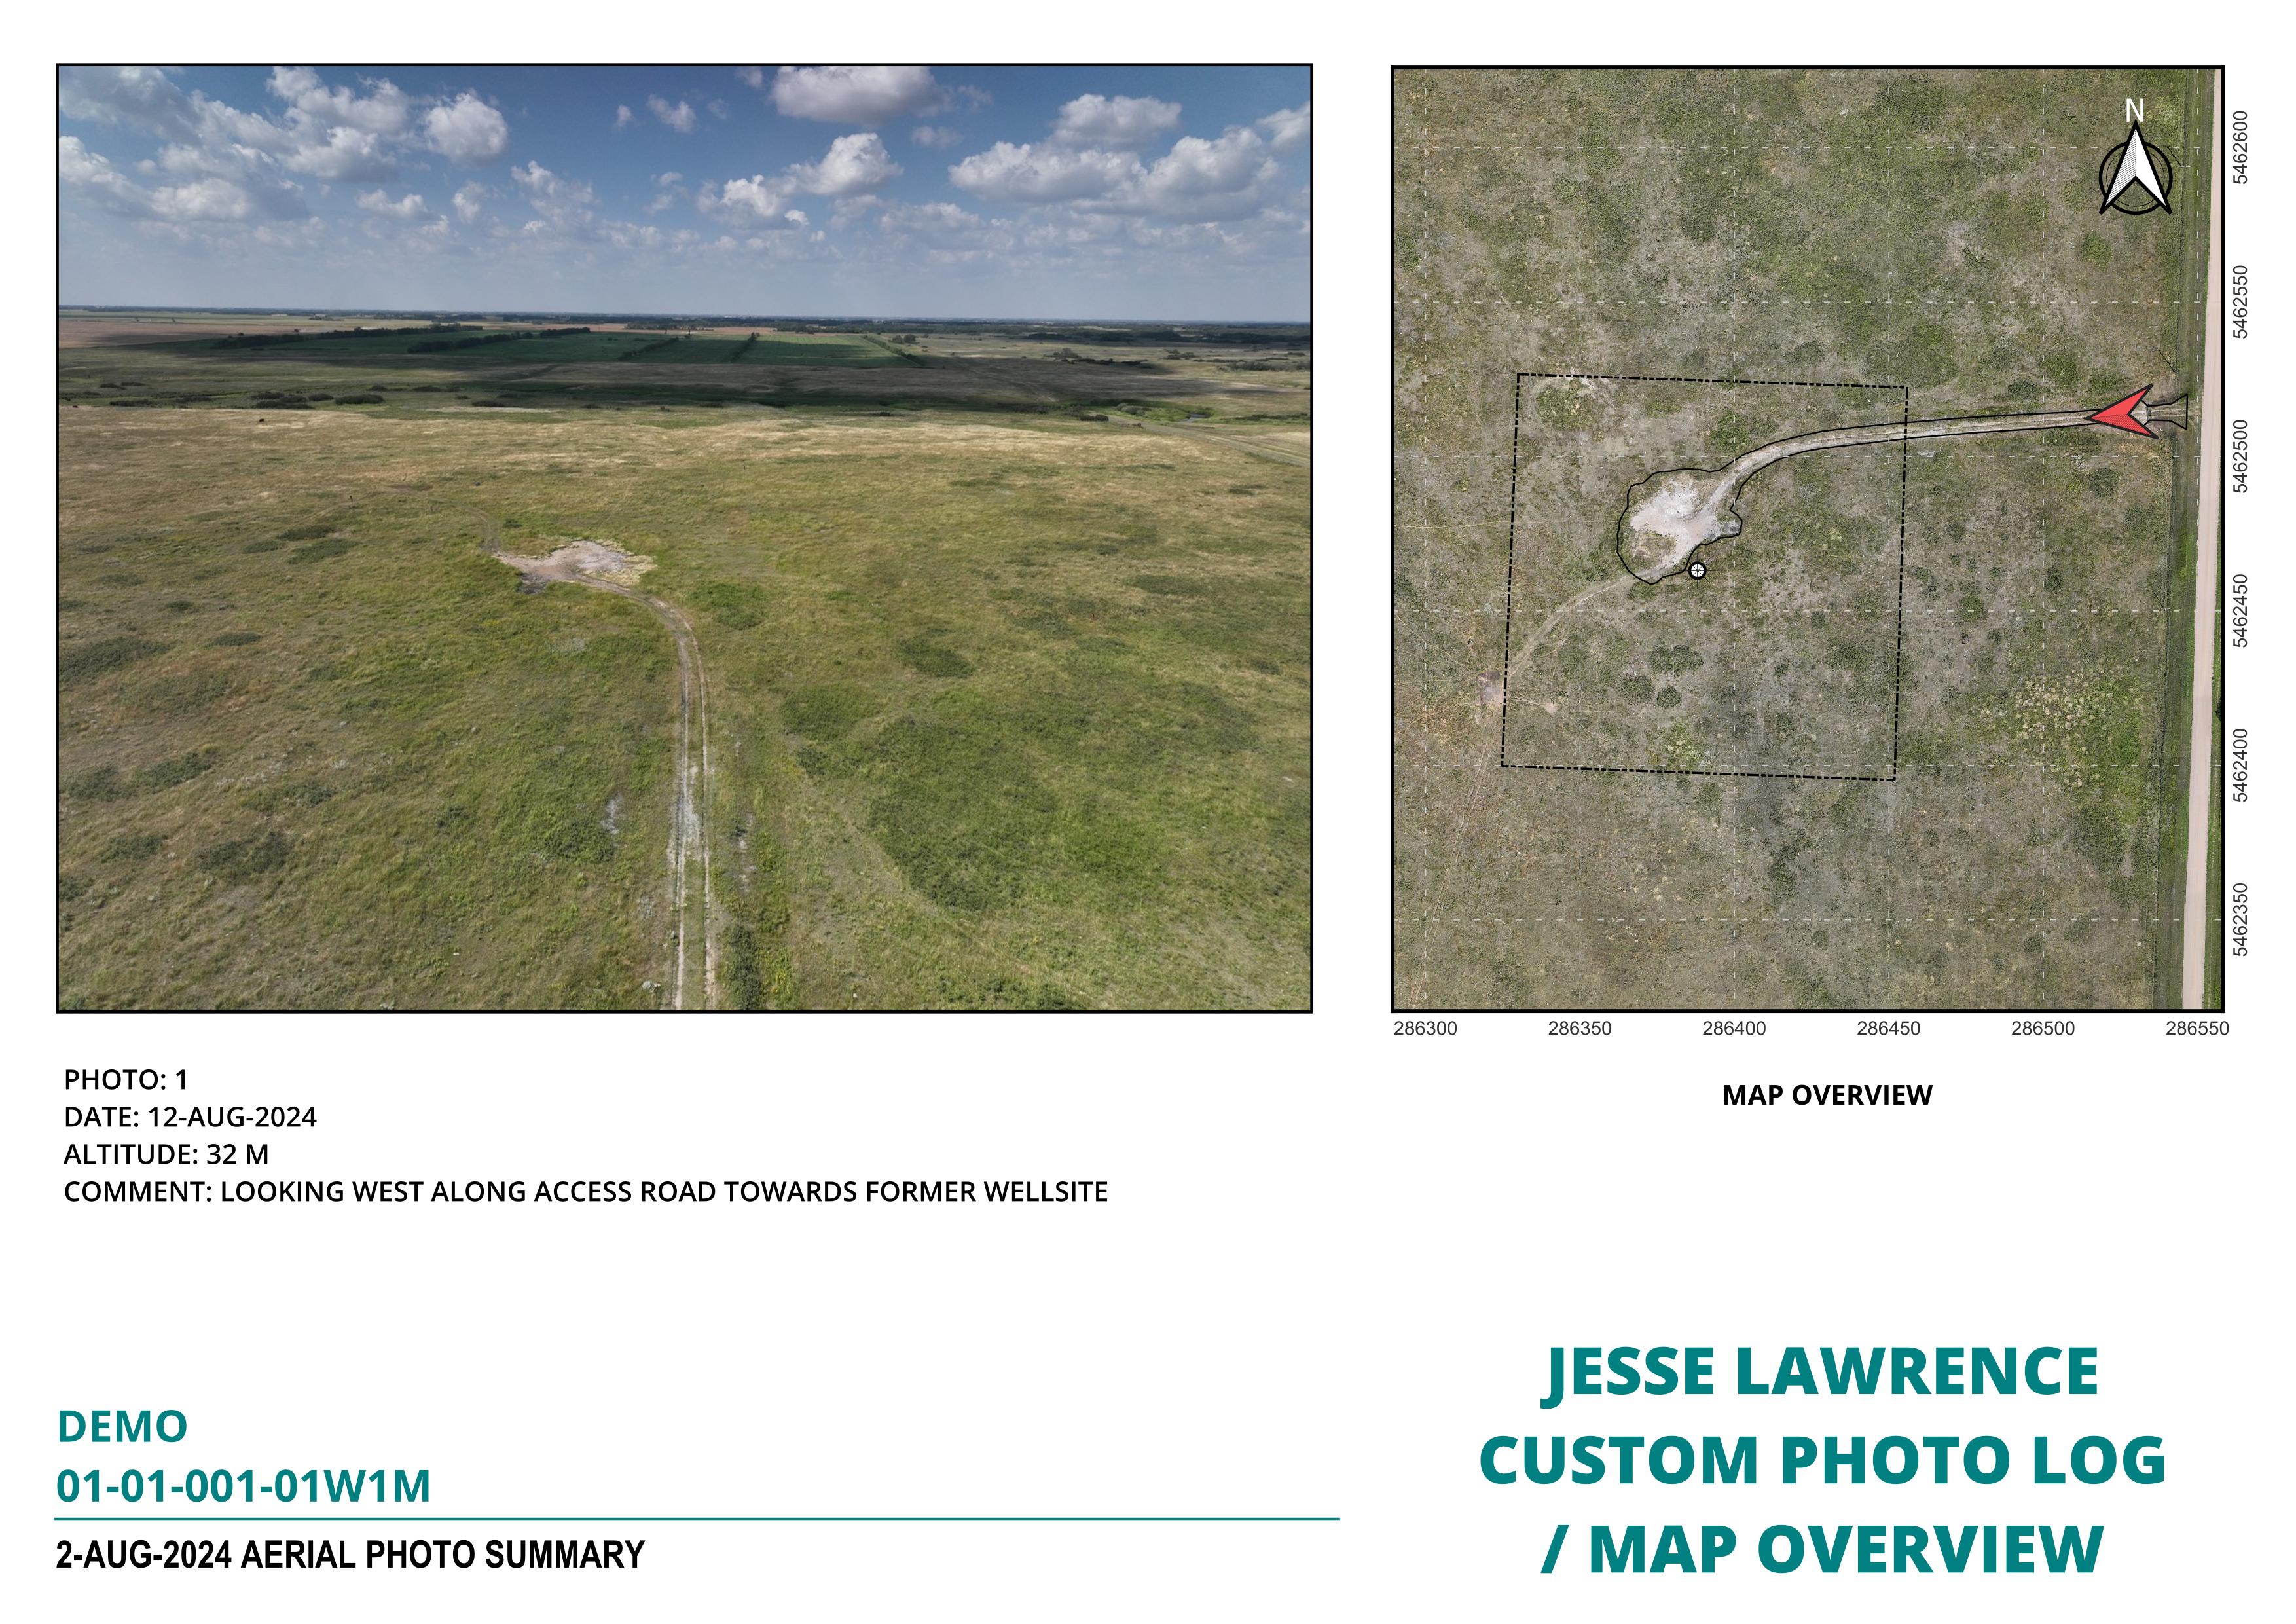 N
5462600
5462550
5462500
5462450
5462400
5462350
286300 286350 286400 286450 286500 286550
PHOTO: 1
DATE: 12-AUG-2024
ALTITUDE: 32 M
COMMENT: LOOKING WEST ALONG ACCESS ROAD TOWARDS FORMER WELLSITE
MAP OVERVIEW
DEMO
01-01-001-01W1M
2-AUG-2024 AERIAL PHOTO SUMMARY
JESSE LAWRENCE
CUSTOM PHOTO LOG
/ MAP OVERVIEW